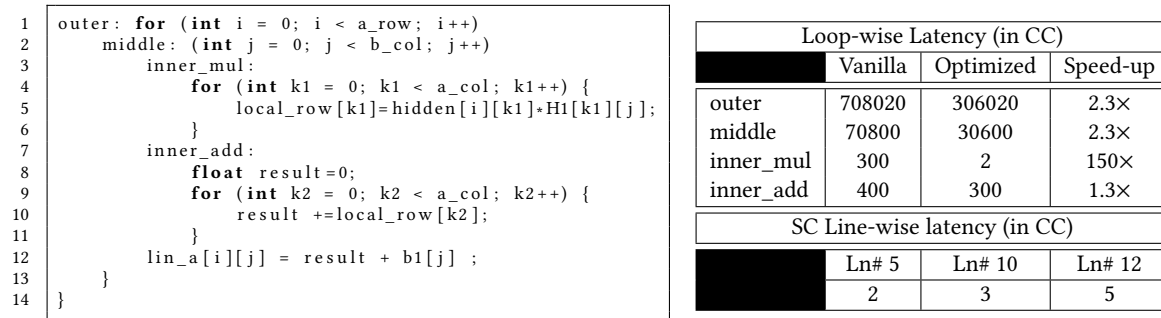 1 outer: for (int i = 0; i < a_row; i++)
2 middle: (int j = 0; j < b_col; j++)
3 inner_mul:
4 for (int k1 = 0; k1 < a_col; k1++) {
5 local_row[k1]=hidden[i][k1]*H1[k1][j];
6 }
7 inner_add:
8 float result=0;
9 for (int k2 = 0; k2 < a_col; k2++) {
10 result +=local_row[k2];
11 }
12 lin_a[i][j] = result + b1[j] ;
13 }
14 }
Loop-wise Latency (in CC)
Vanilla Optimized Speed-up
outer 708020 306020 2.3×
middle 70800 30600 2.3×
inner_mul 300 2 150×
inner_add 400 300 1.3×
SC Line-wise latency (in CC)
Ln# 5 Ln# 10 Ln# 12
2 3 5